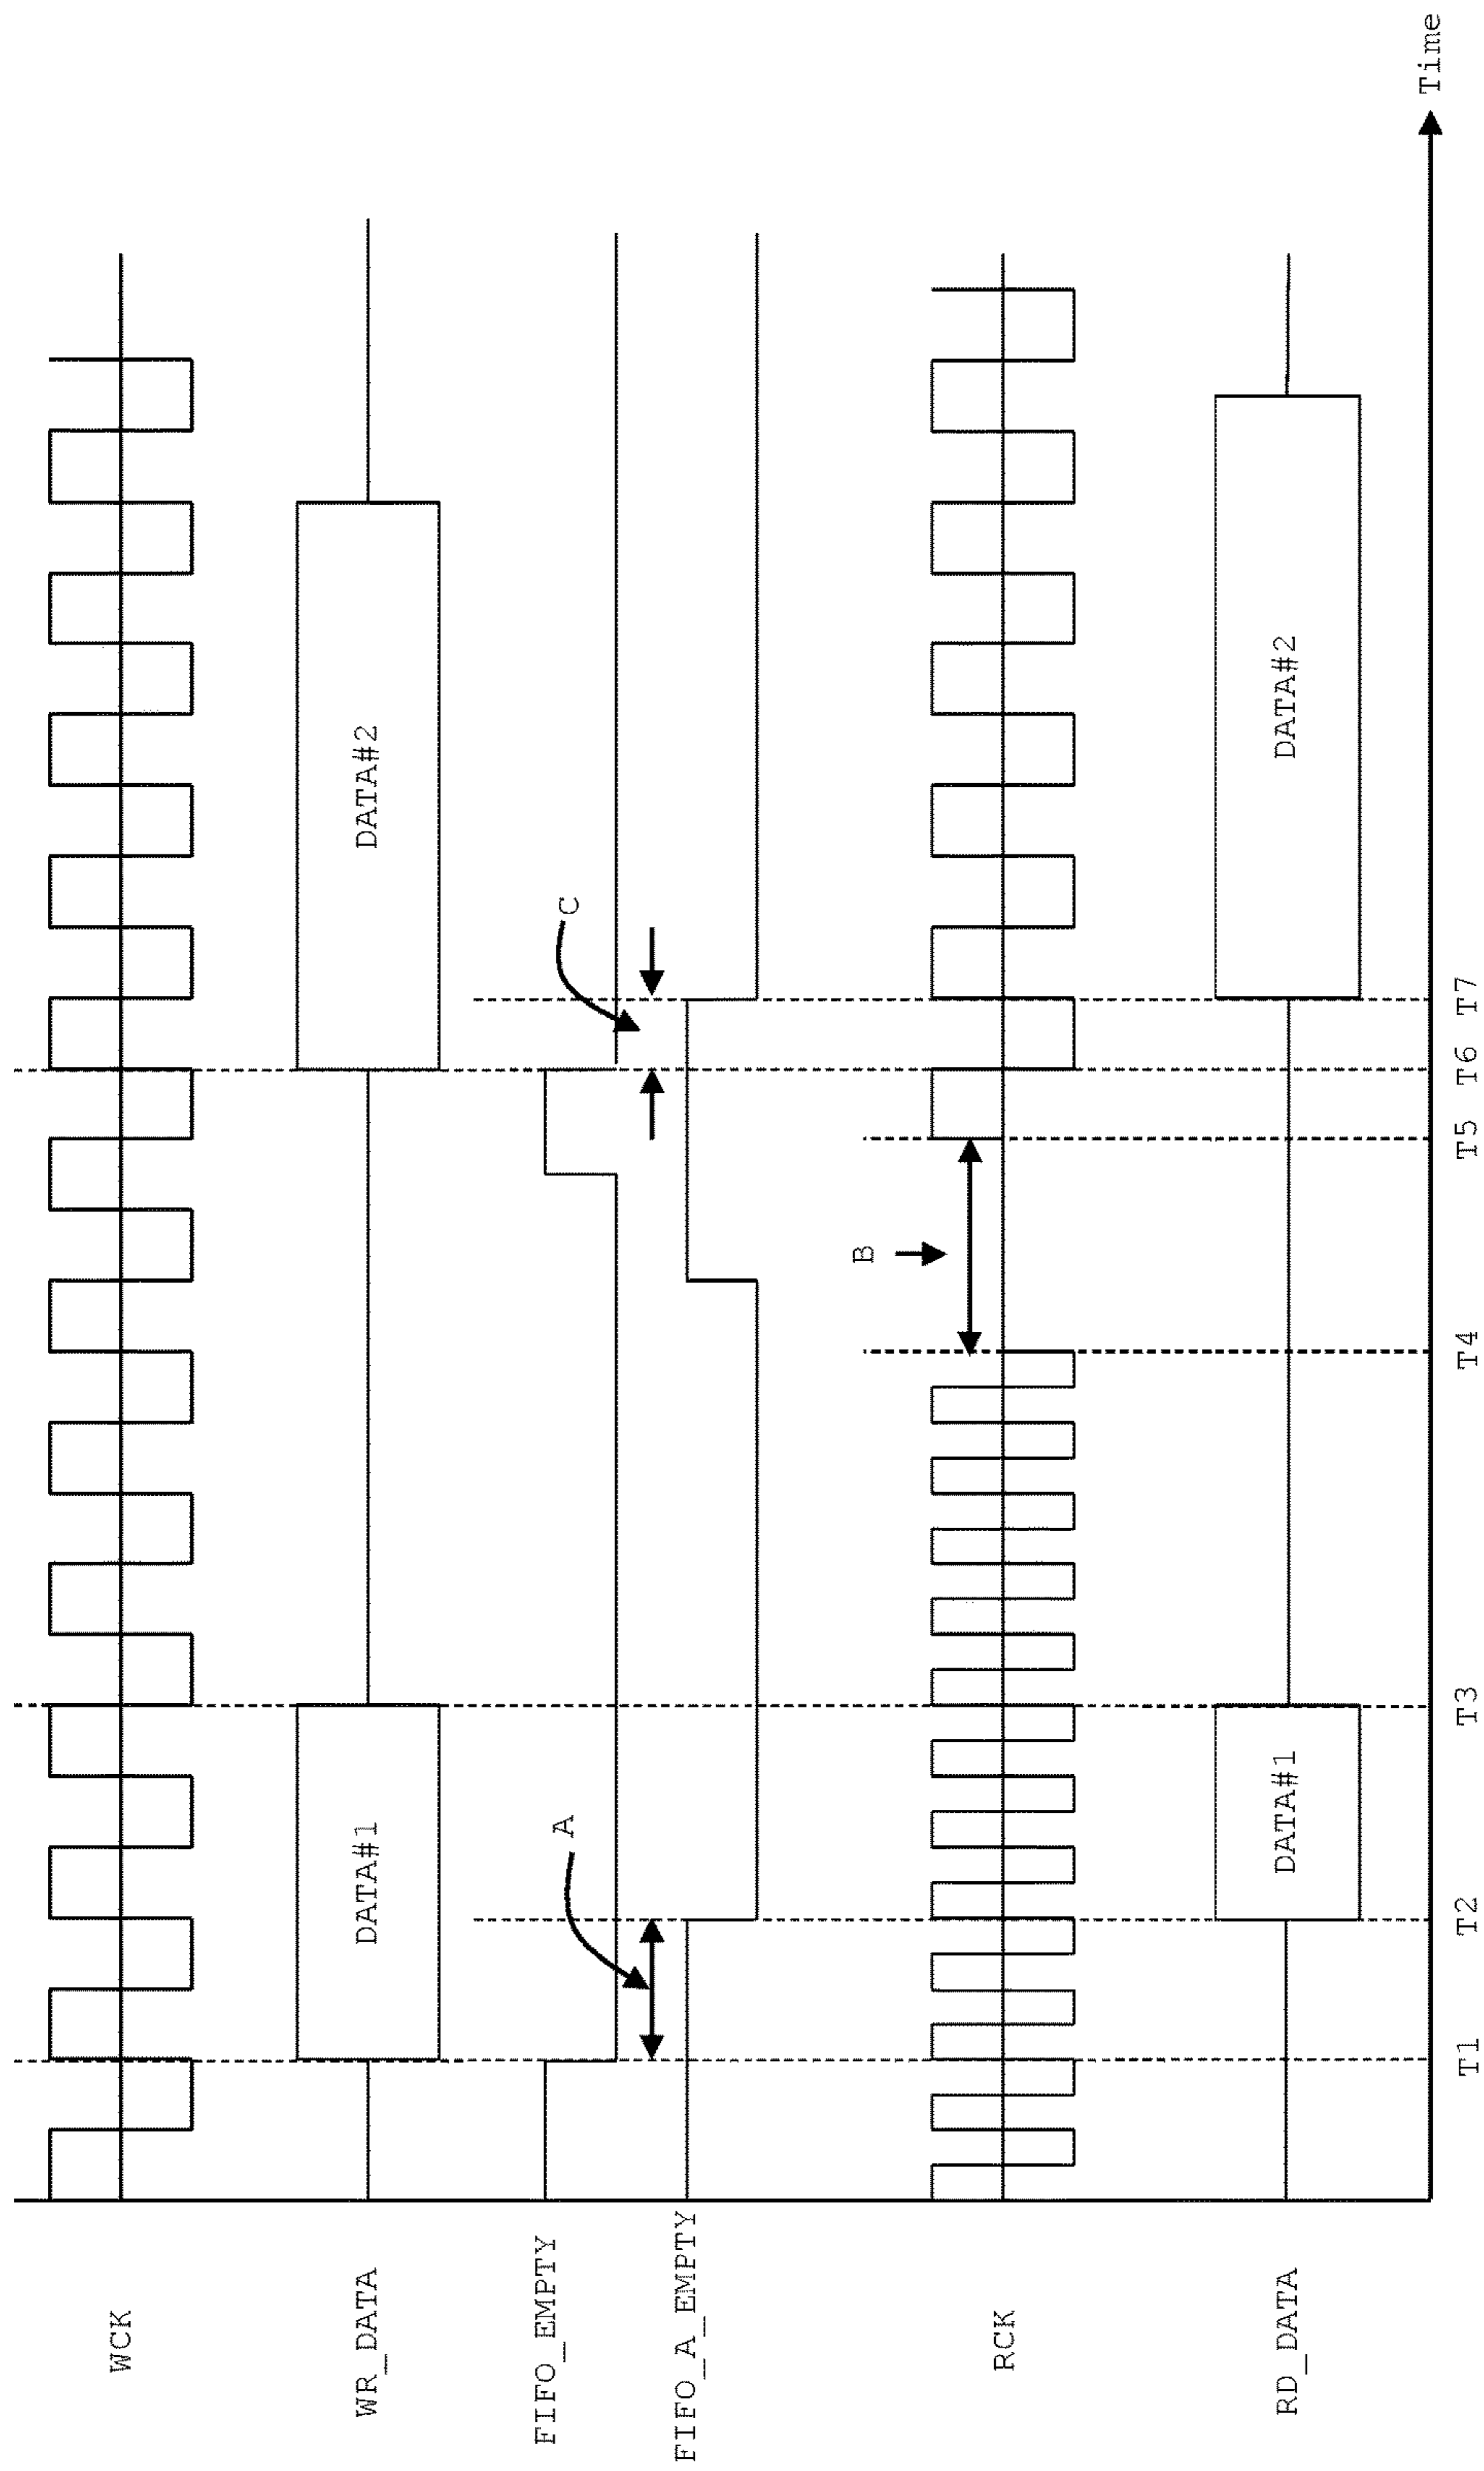 WCK
WR_DATA
DATA#1
DATA#2
FIFO_EMPTY
A
C
FIFO_A_EMPTY
B
RCK
RD_DATA
DATA#1
DATA#2
T1 T2 T3 T4 T5 T6 T7
Time